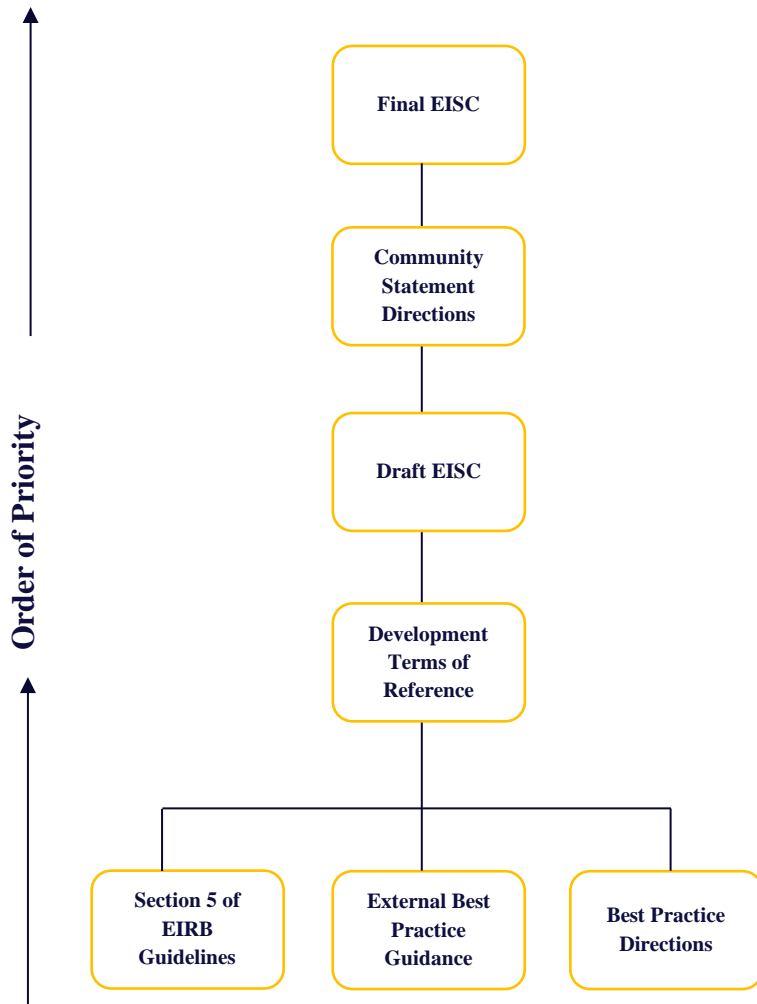 Final EISC
Community
Statement
Directions
Order of Priority
Draft EISC
Development
Terms of
Reference
Section 5 of
EIRB
Guidelines
External Best
Practice
Guidance
Best Practice
Directions